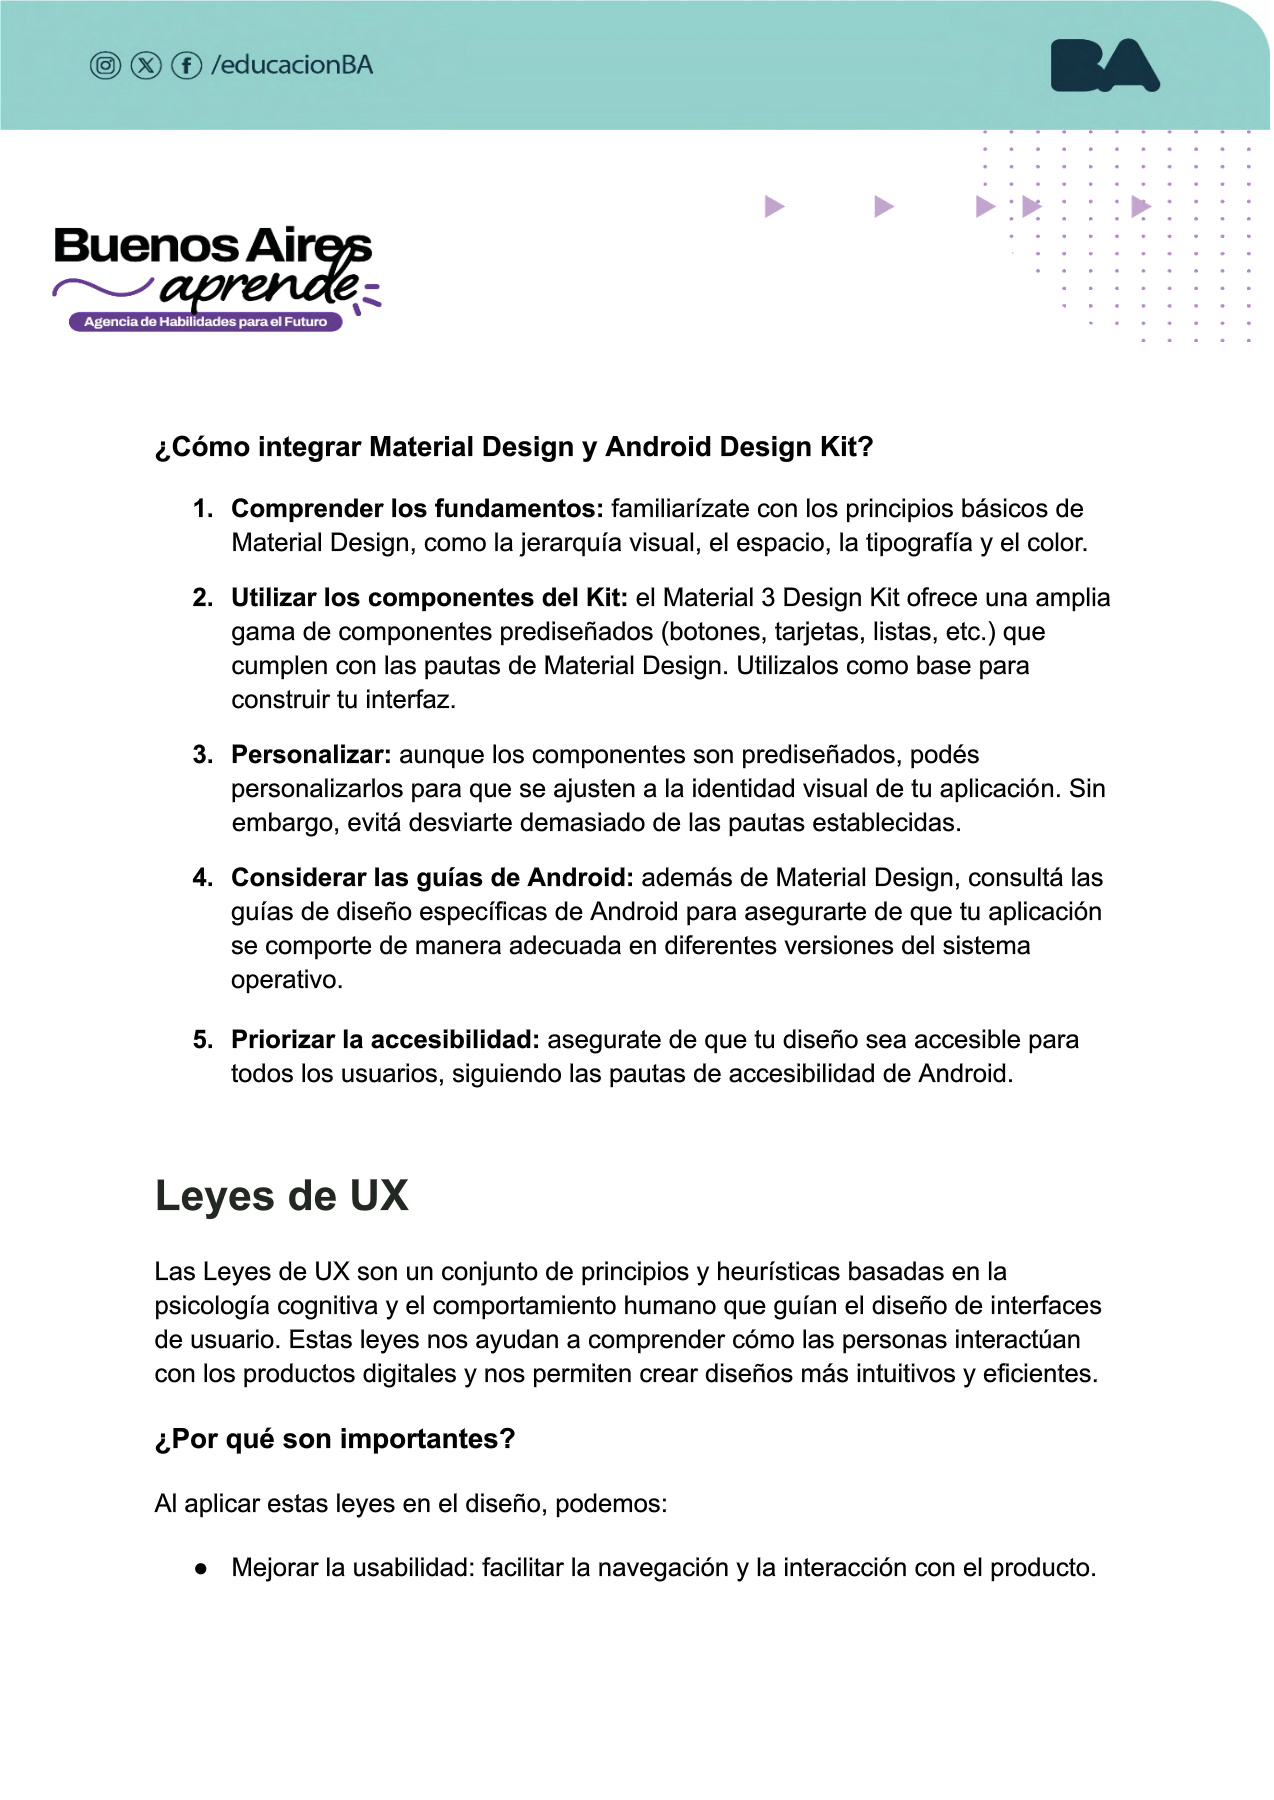 /educacionBA
BA
Buenos Aires
aprende
Agencia de Habilidades para el Futuro
¿Cómo integrar Material Design y Android Design Kit?
1. Comprender los fundamentos: familiarízate con los principios básicos de
Material Design, como la jerarquía visual, el espacio, la tipografía y el color.
2. Utilizar los componentes del Kit: el Material 3 Design Kit ofrece una amplia
gama de componentes prediseñados (botones, tarjetas, listas, etc.) que
cumplen con las pautas de Material Design. Utilizalos como base para
construir tu interfaz.
3. Personalizar: aunque los componentes son prediseñados, podés
personalizarlos para que se ajusten a la identidad visual de tu aplicación. Sin
embargo, evitá desviarte demasiado de las pautas establecidas.
4. Considerar las guías de Android: además de Material Design, consultá las
guías de diseño específicas de Android para asegurarte de que tu aplicación
se comporte de manera adecuada en diferentes versiones del sistema
operativo.
5. Priorizar la accesibilidad: asegurate de que tu diseño sea accesible para
todos los usuarios, siguiendo las pautas de accesibilidad de Android.
Leyes de UX
Las Leyes de UX son un conjunto de principios y heurísticas basadas en la
psicología cognitiva y el comportamiento humano que guían el diseño de interfaces
de usuario. Estas leyes nos ayudan a comprender cómo las personas interactúan
con los productos digitales y nos permiten crear diseños más intuitivos y eficientes.
¿Por qué son importantes?
Al aplicar estas leyes en el diseño, podemos:
● Mejorar la usabilidad: facilitar la navegación y la interacción con el producto.